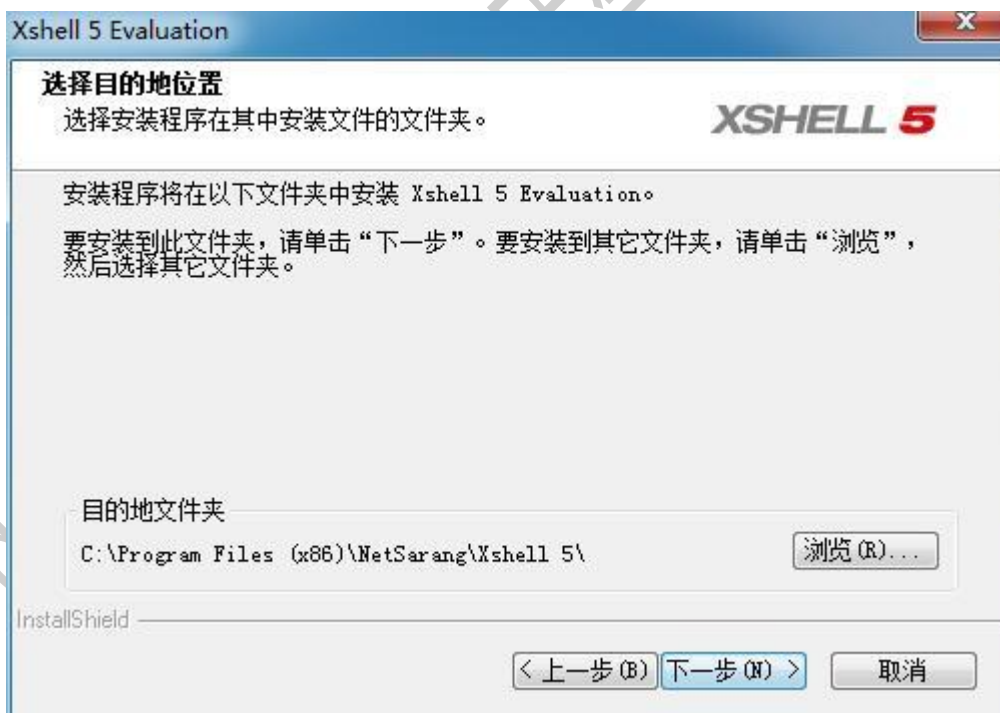 Xshell 5 Evaluation
选择目的地位置
选择安装程序在其中安装文件的文件夹。
XSHELL 5
安装程序将在以下文件夹中安装 Xshell 5 Evaluation。
要安装到此文件夹，请单击“下一步”。要安装到其它文件夹，请单击“浏览”，
然后选择其它文件夹。
目的地文件夹
C:\Program Files (x86)\NetSarang\Xshell 5\
浏览(R)...
InstallShield
< 上一步(B)
下一步(N) >
取消